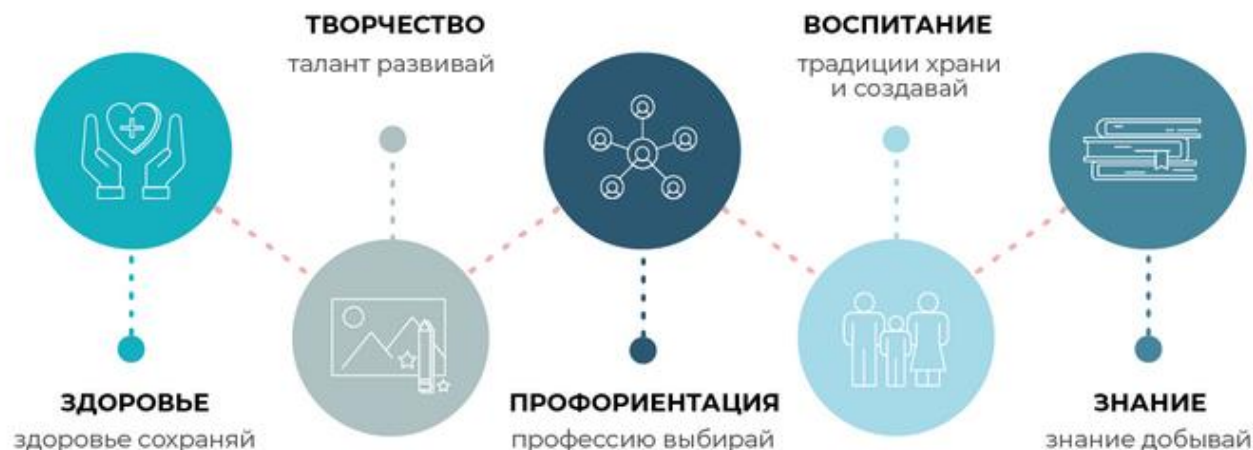 ТВОРЧЕСТВО
талант развивай
ВОСПИТАНИЕ
традиции храни
и создавай
ЗДОРОВЬЕ
здоровье сохраняй
ПРОФОРИЕНТАЦИЯ
профессию выбирай
ЗНАНИЕ
знание добывай